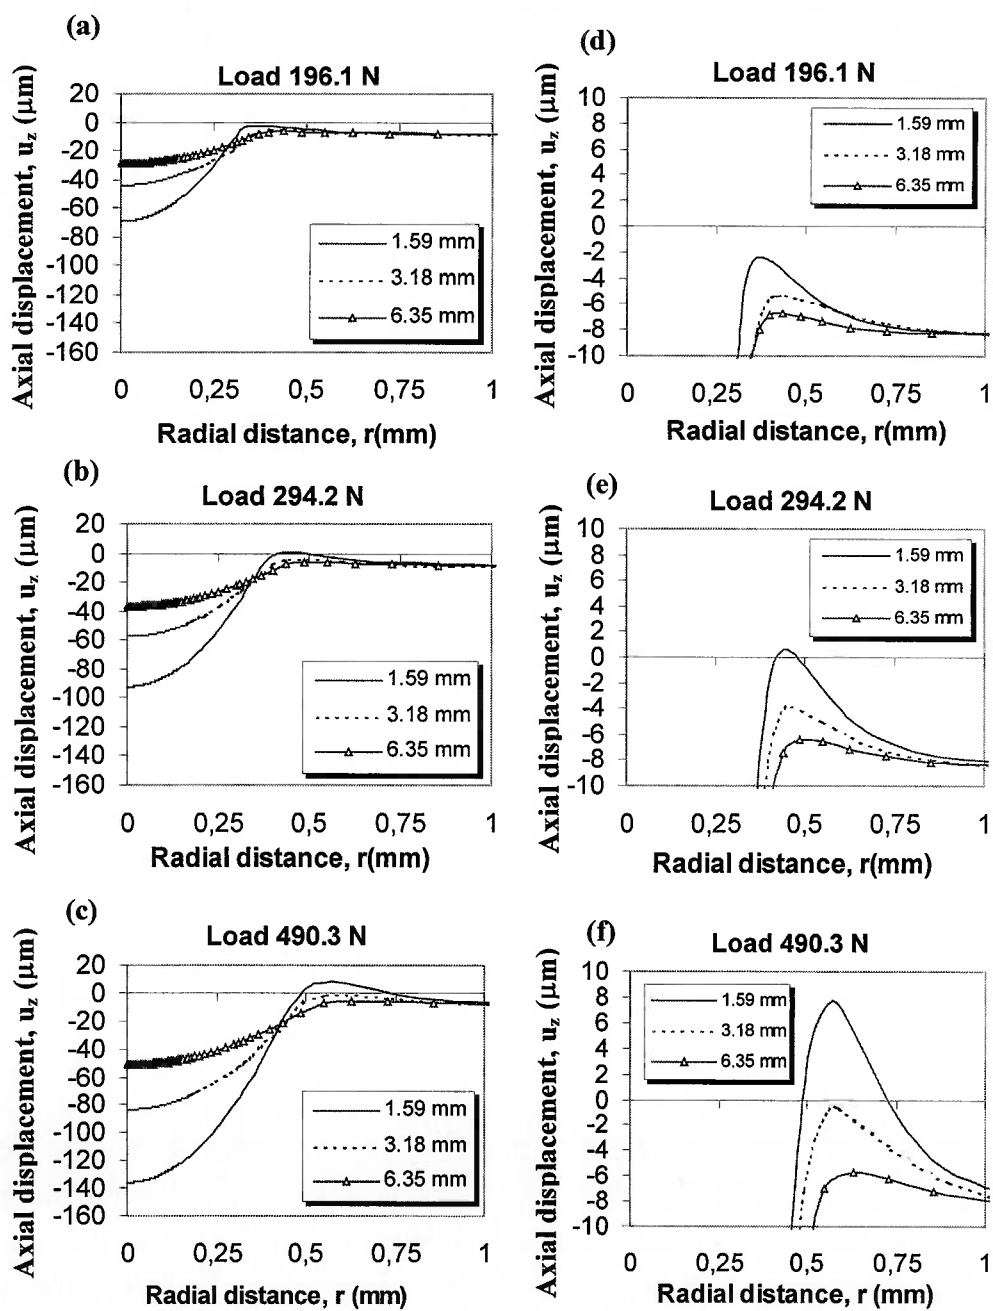 (a)
Load 196.1 N
Axial displacement, uz (μm)
20
0
-20
-40
-60
-80
-100
-120
-140
-160
1.59 mm
3.18 mm
6.35 mm
0 0,25 0,5 0,75 1
Radial distance, r(mm)
(d)
Load 196.1 N
Axial displacement, uz (μm)
10
8
6
4
2
0
-2
-4
-6
-8
-10
1.59 mm
3.18 mm
6.35 mm
0 0,25 0,5 0,75 1
Radial distance, r(mm)
(b)
Load 294.2 N
Axial displacement, uz (μm)
20
0
-20
-40
-60
-80
-100
-120
-140
-160
1.59 mm
3.18 mm
6.35 mm
0 0,25 0,5 0,75 1
Radial distance, r(mm)
(e)
Load 294.2 N
Axial displacement, uz (μm)
10
8
6
4
2
0
-2
-4
-6
-8
-10
1.59 mm
3.18 mm
6.35 mm
0 0,25 0,5 0,75 1
Radial distance, r(mm)
(c)
Load 490.3 N
Axial displacement, uz (μm)
20
0
-20
-40
-60
-80
-100
-120
-140
-160
1.59 mm
3.18 mm
6.35 mm
0 0,25 0,5 0,75 1
Radial distance, r (mm)
(f)
Load 490.3 N
Axial displacement, uz (μm)
10
8
6
4
2
0
-2
-4
-6
-8
-10
1.59 mm
3.18 mm
6.35 mm
0 0,25 0,5 0,75 1
Radial distance, r (mm)